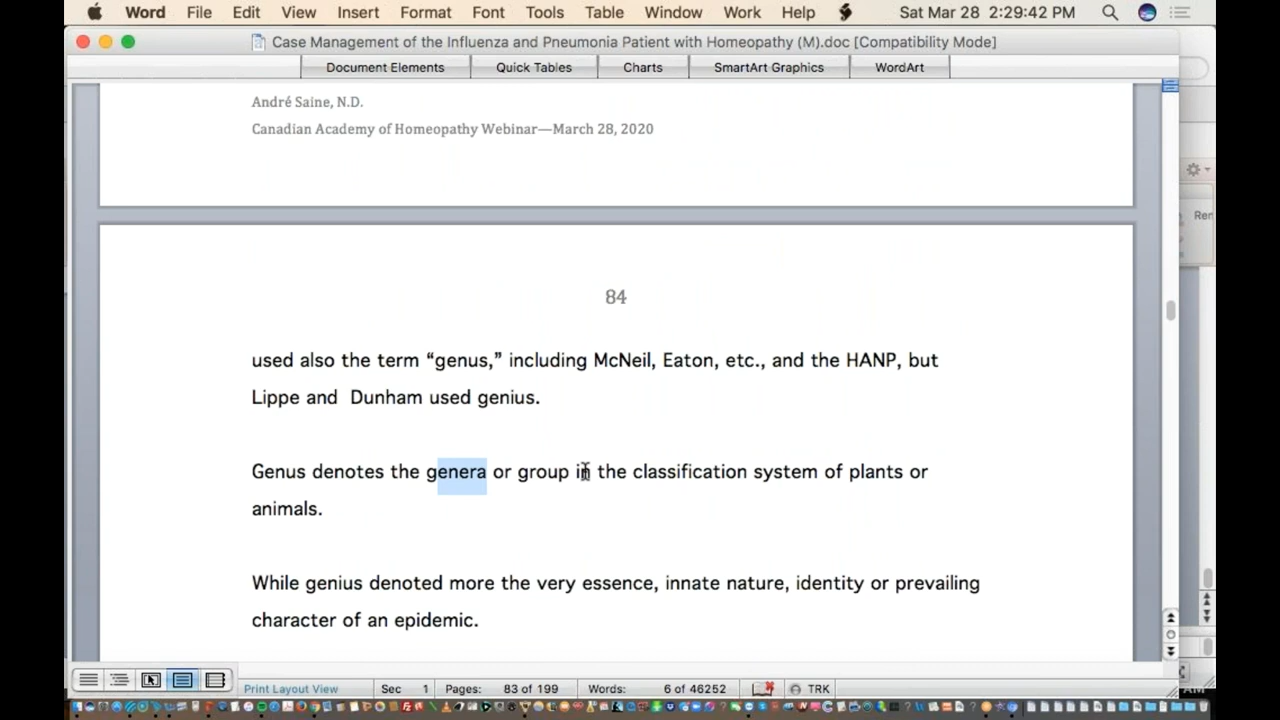 Word File Edit View Insert Format Font Tools Table Window Work Help Sat Mar 28 2:29:42 PM
Case Management of the Influenza and Pneumonia Patient with Homeopathy (M).doc [Compatibility Mode]
Document Elements Quick Tables Charts SmartArt Graphics WordArt
André Saine, N.D.
Canadian Academy of Homeopathy Webinar—March 28, 2020
84
used also the term “genus,” including McNeil, Eaton, etc., and the HANP, but
Lippe and Dunham used genius.
Genus denotes the genera or group in the classification system of plants or
animals.
While genius denoted more the very essence, innate nature, identity or prevailing
character of an epidemic.
Print Layout View Sec 1 Pages: 83 of 199 Words: 6 of 46252 TRK